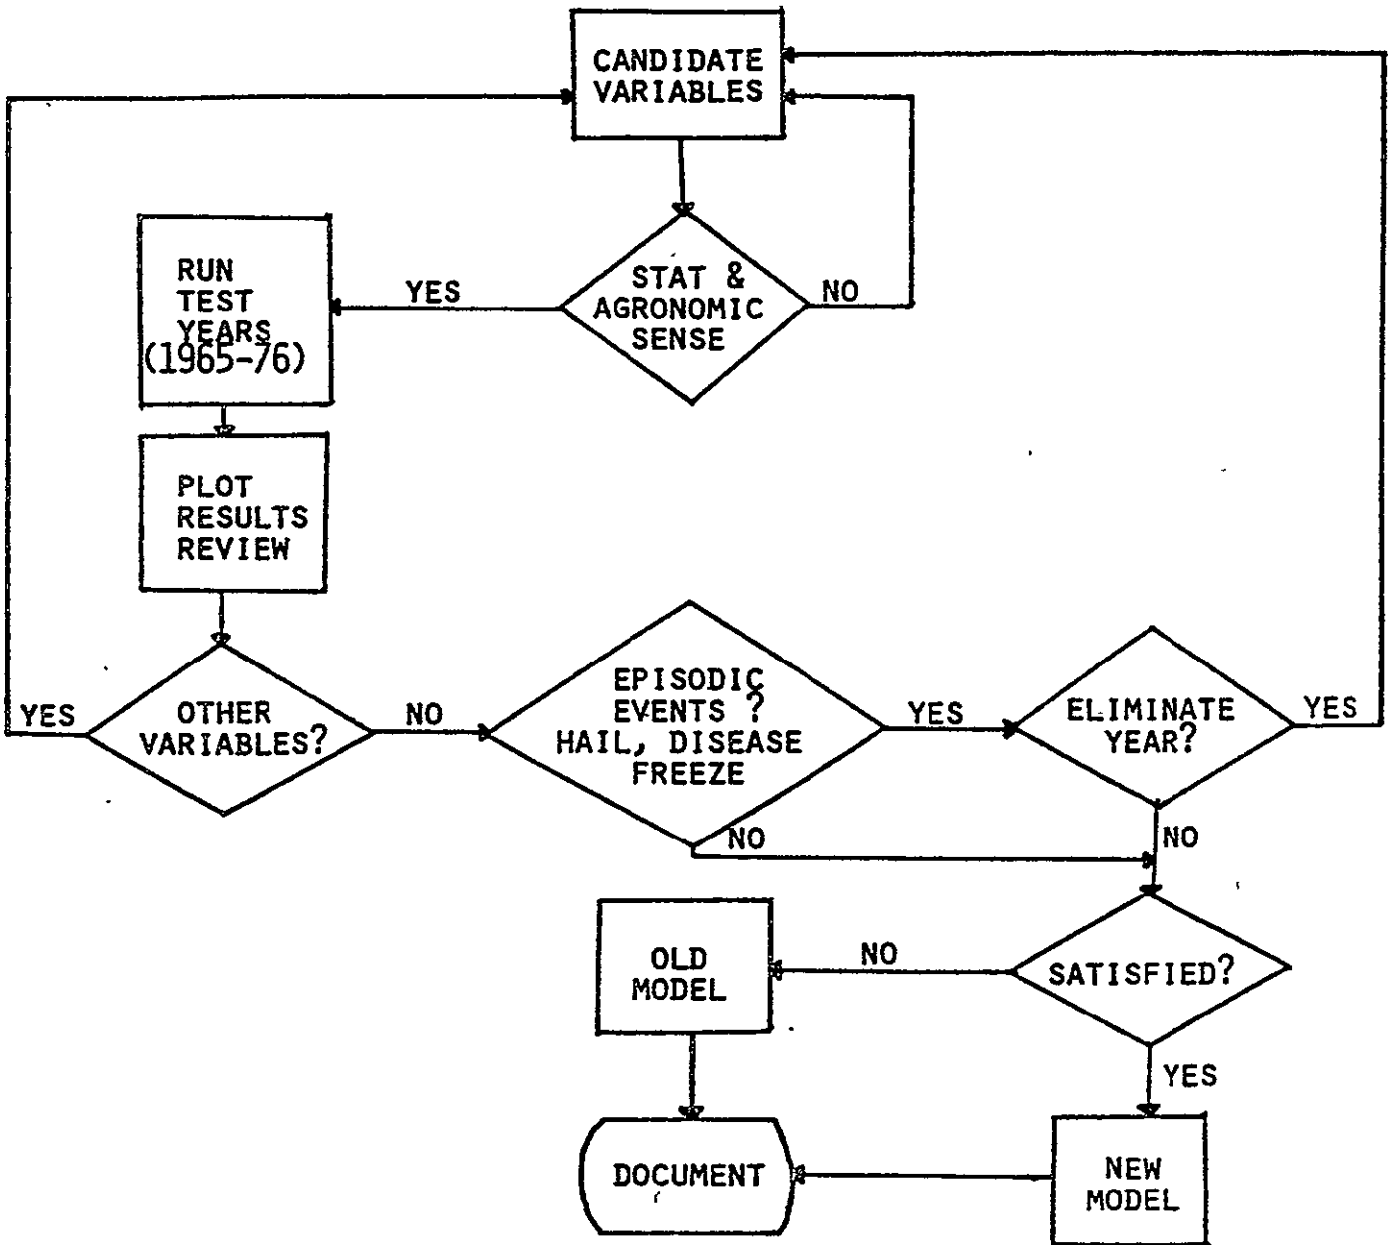 CANDIDATE
VARIABLES
STAT &
AGRONOMIC
SENSE
NO
YES
RUN
TEST
YEARS
(1965-76)
PLOT
RESULTS
REVIEW
OTHER
VARIABLES?
YES
NO
EPISODIC
EVENTS ?
HAIL, DISEASE
FREEZE
YES
NO
ELIMINATE
YEAR?
YES
NO
SATISFIED?
NO
YES
OLD
MODEL
NEW
MODEL
DOCUMENT